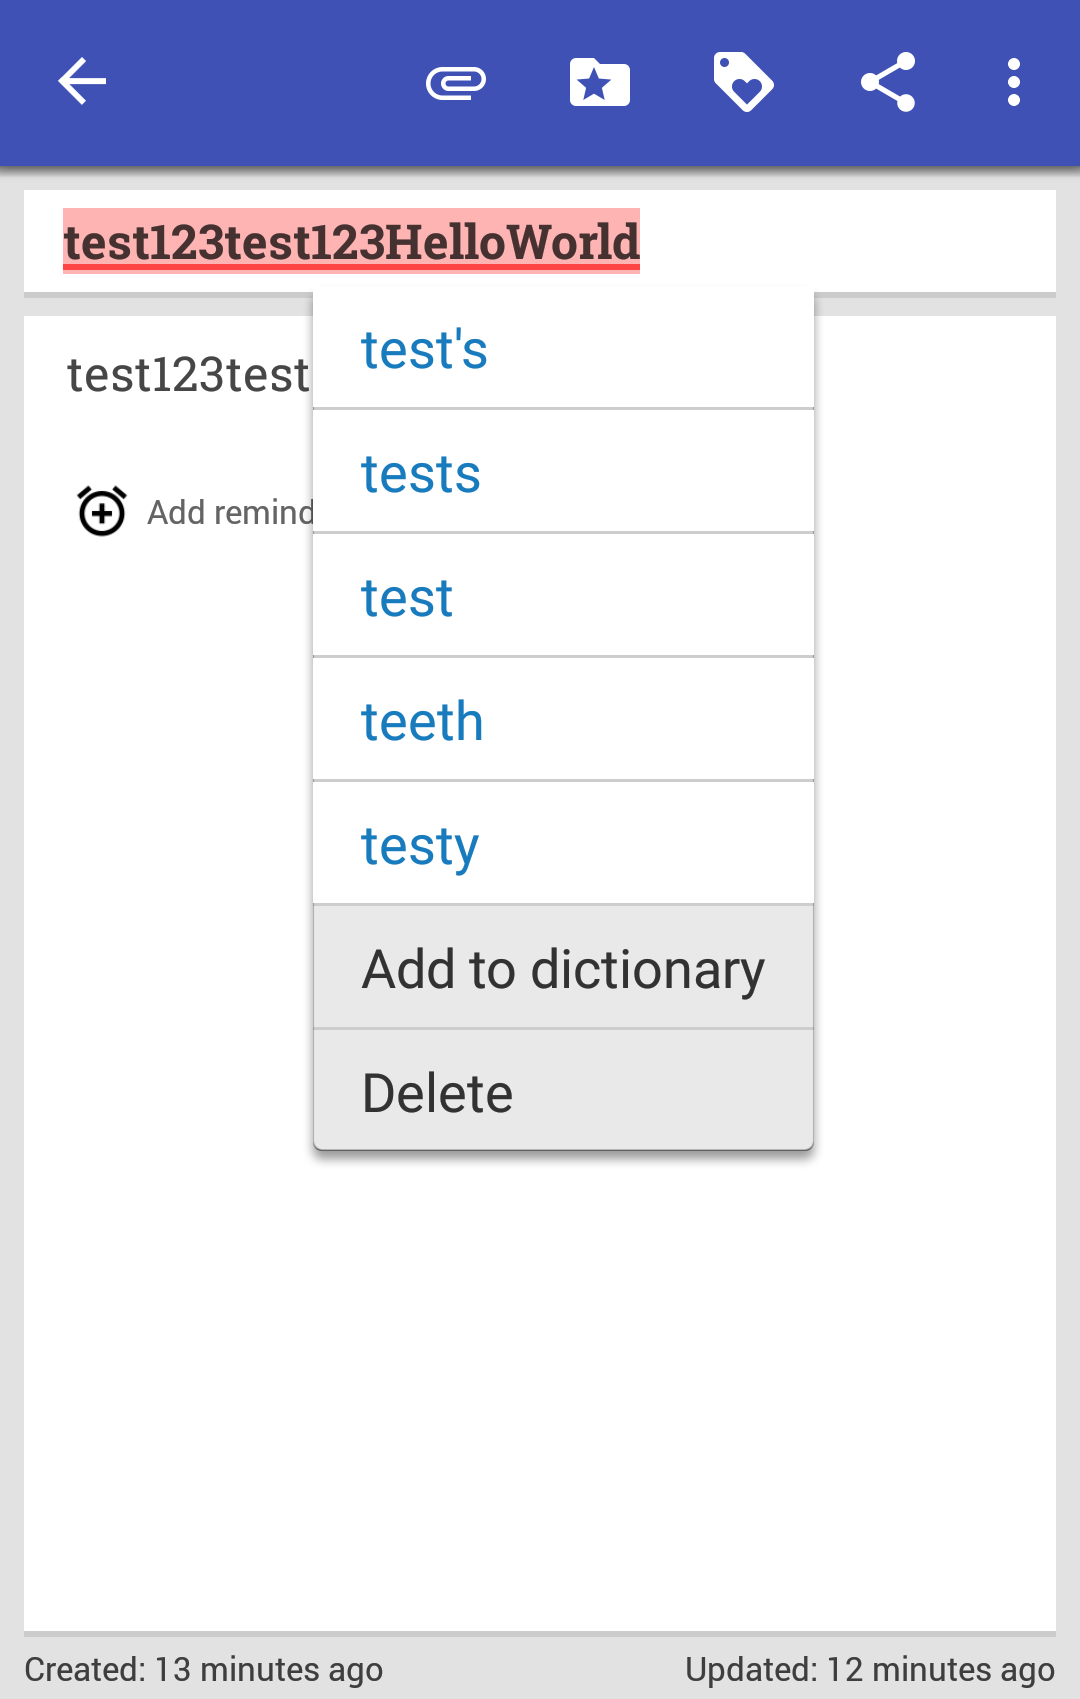 test123test123HelloWorld
test's
test123test
tests
Add remind
test
teeth
testy
Add to dictionary
Delete
Created: 13 minutes ago
Updated: 12 minutes ago